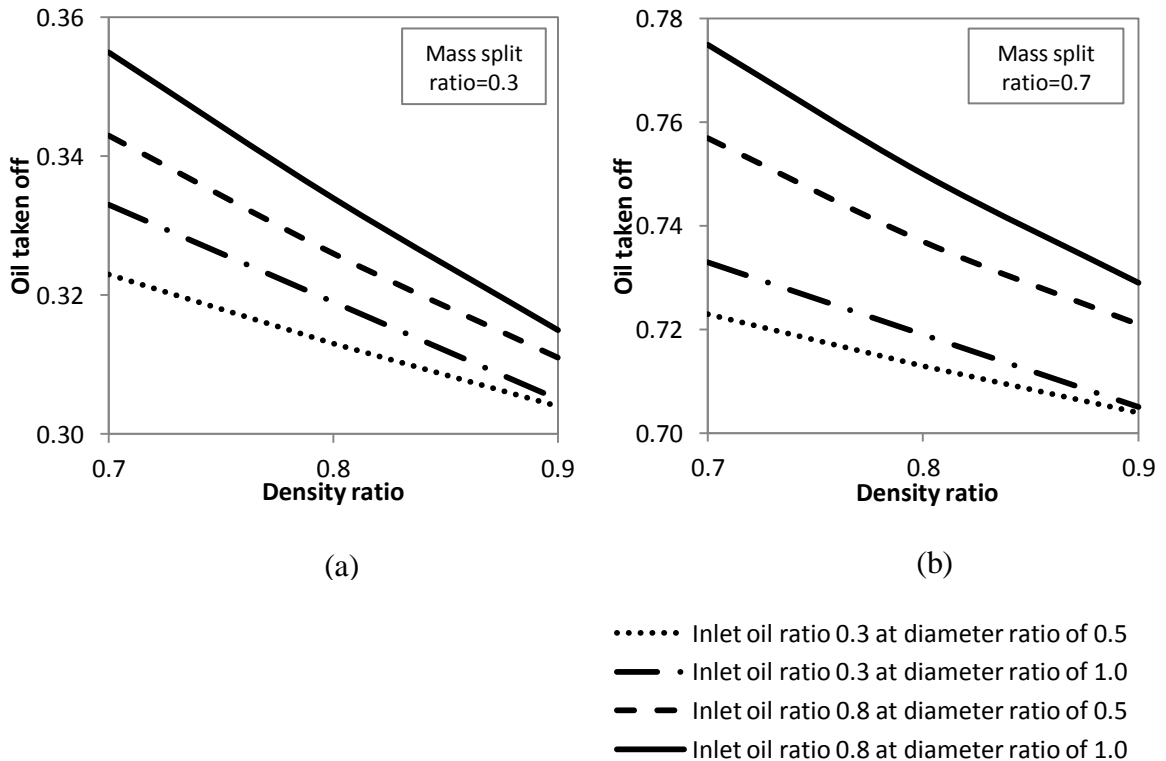 0.36
0.34
0.32
0.30
Oil taken off
Mass split
ratio=0.3
0.7
0.8
0.9
Density ratio
(a)
0.78
0.76
0.74
0.72
0.70
Oil taken off
Mass split
ratio=0.7
0.7
0.8
0.9
Density ratio
(b)
Inlet oil ratio 0.3 at diameter ratio of 0.5
Inlet oil ratio 0.3 at diameter ratio of 1.0
Inlet oil ratio 0.8 at diameter ratio of 0.5
Inlet oil ratio 0.8 at diameter ratio of 1.0